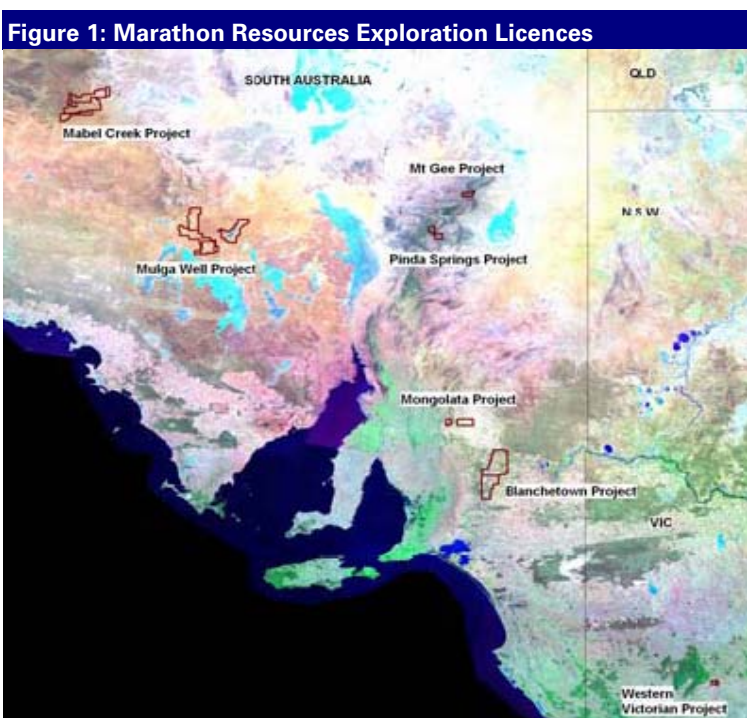 Figure 1: Marathon Resources Exploration Licences
SOUTH AUSTRALIA
QLD
Mabel Creek Project
Mt Gee Project
N S W
Pinda Springs Project
Mulga Well Project
Mongolata Project
Blanchetown Project
VIC
Western
Victorian Project